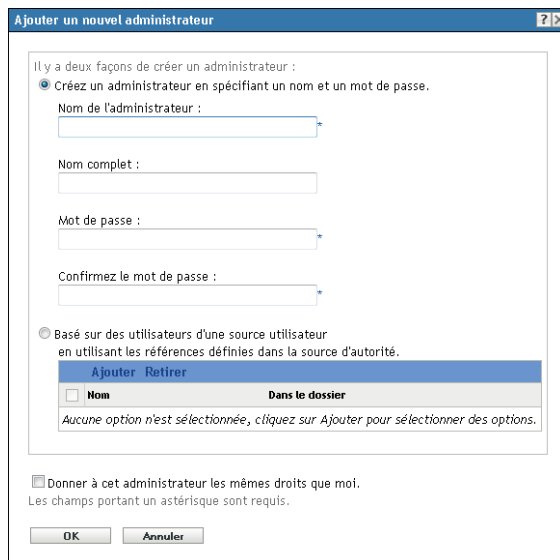 Ajouter un nouvel administrateur
?
Il y a deux façons de créer un administrateur :
Créez un administrateur en spécifiant un nom et un mot de passe.
Nom de l'administrateur :
*
Nom complet :
Mot de passe :
*
Confirmez le mot de passe :
*
Basé sur des utilisateurs d'une source utilisateur
en utilisant les références définies dans la source d'autorité.
Ajouter Retirer
Nom Dans le dossier
Aucune option n'est sélectionnée, cliquez sur Ajouter pour sélectionner des options.
Donner à cet administrateur les mêmes droits que moi.
Les champs portant un astérisque sont requis.
OK Annuler